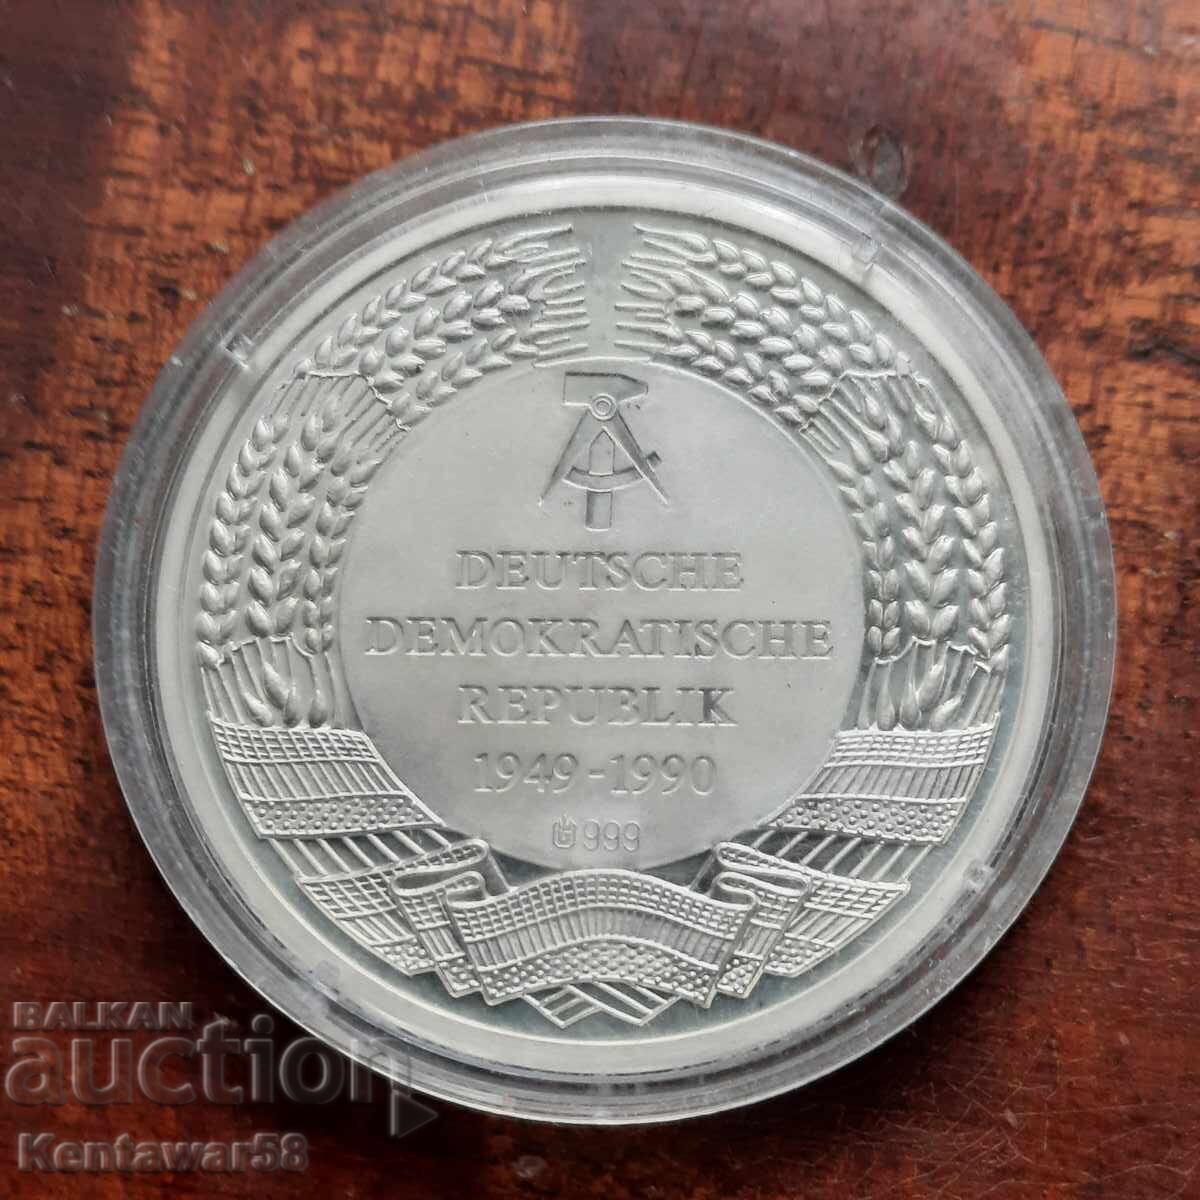 DEUTSCHE
DEMOKRATISCHE
REPUBLIK
1949-1990
999
BALKAN
auction
Kentawar58